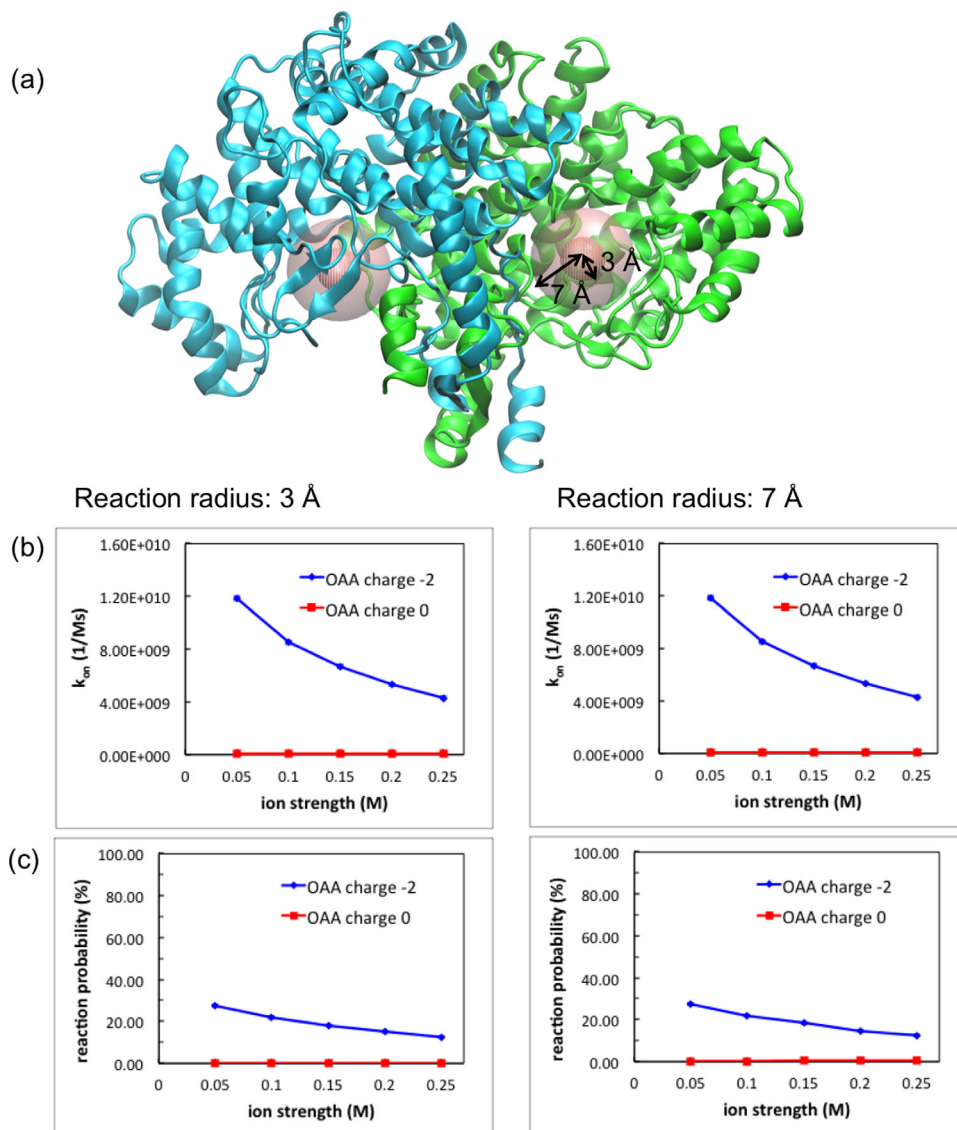 (a)
3 Å
7 Å
Reaction radius: 3 Å
Reaction radius: 7 Å
(b)
1.60E+010
1.20E+010
8.00E+009
4.00E+009
0.00E+000
kon (1/Ms)
OAA charge -2
OAA charge 0
0 0.05 0.1 0.15 0.2 0.25
ion strength (M)
1.60E+010
1.20E+010
8.00E+009
4.00E+009
0.00E+000
kon (1/Ms)
OAA charge -2
OAA charge 0
0 0.05 0.1 0.15 0.2 0.25
ion strength (M)
(c)
100.00
80.00
60.00
40.00
20.00
0.00
reaction probability (%)
OAA charge -2
OAA charge 0
0 0.05 0.1 0.15 0.2 0.25
ion strength (M)
100.00
80.00
60.00
40.00
20.00
0.00
reaction probability (%)
OAA charge -2
OAA charge 0
0 0.05 0.1 0.15 0.2 0.25
ion strength (M)